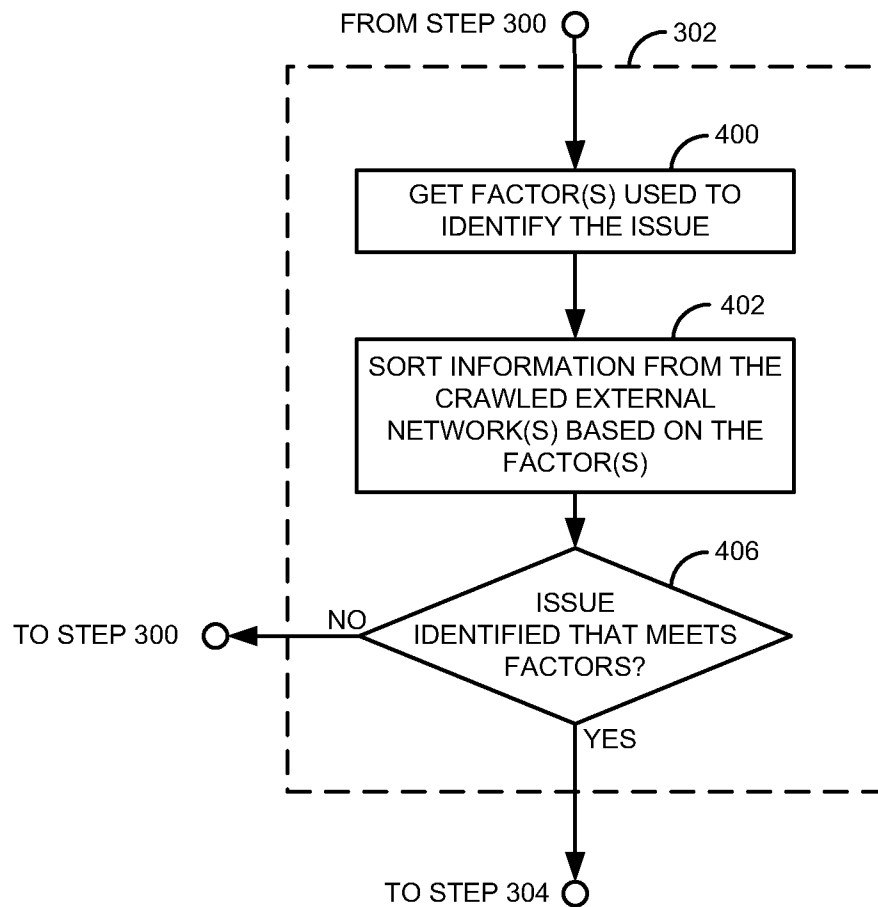 FROM STEP 300
302
400
GET FACTOR(S) USED TO
IDENTIFY THE ISSUE
402
SORT INFORMATION FROM THE
CRAWLED EXTERNAL
NETWORK(S) BASED ON THE
FACTOR(S)
406
ISSUE
IDENTIFIED THAT MEETS
FACTORS?
NO
TO STEP 300
YES
TO STEP 304